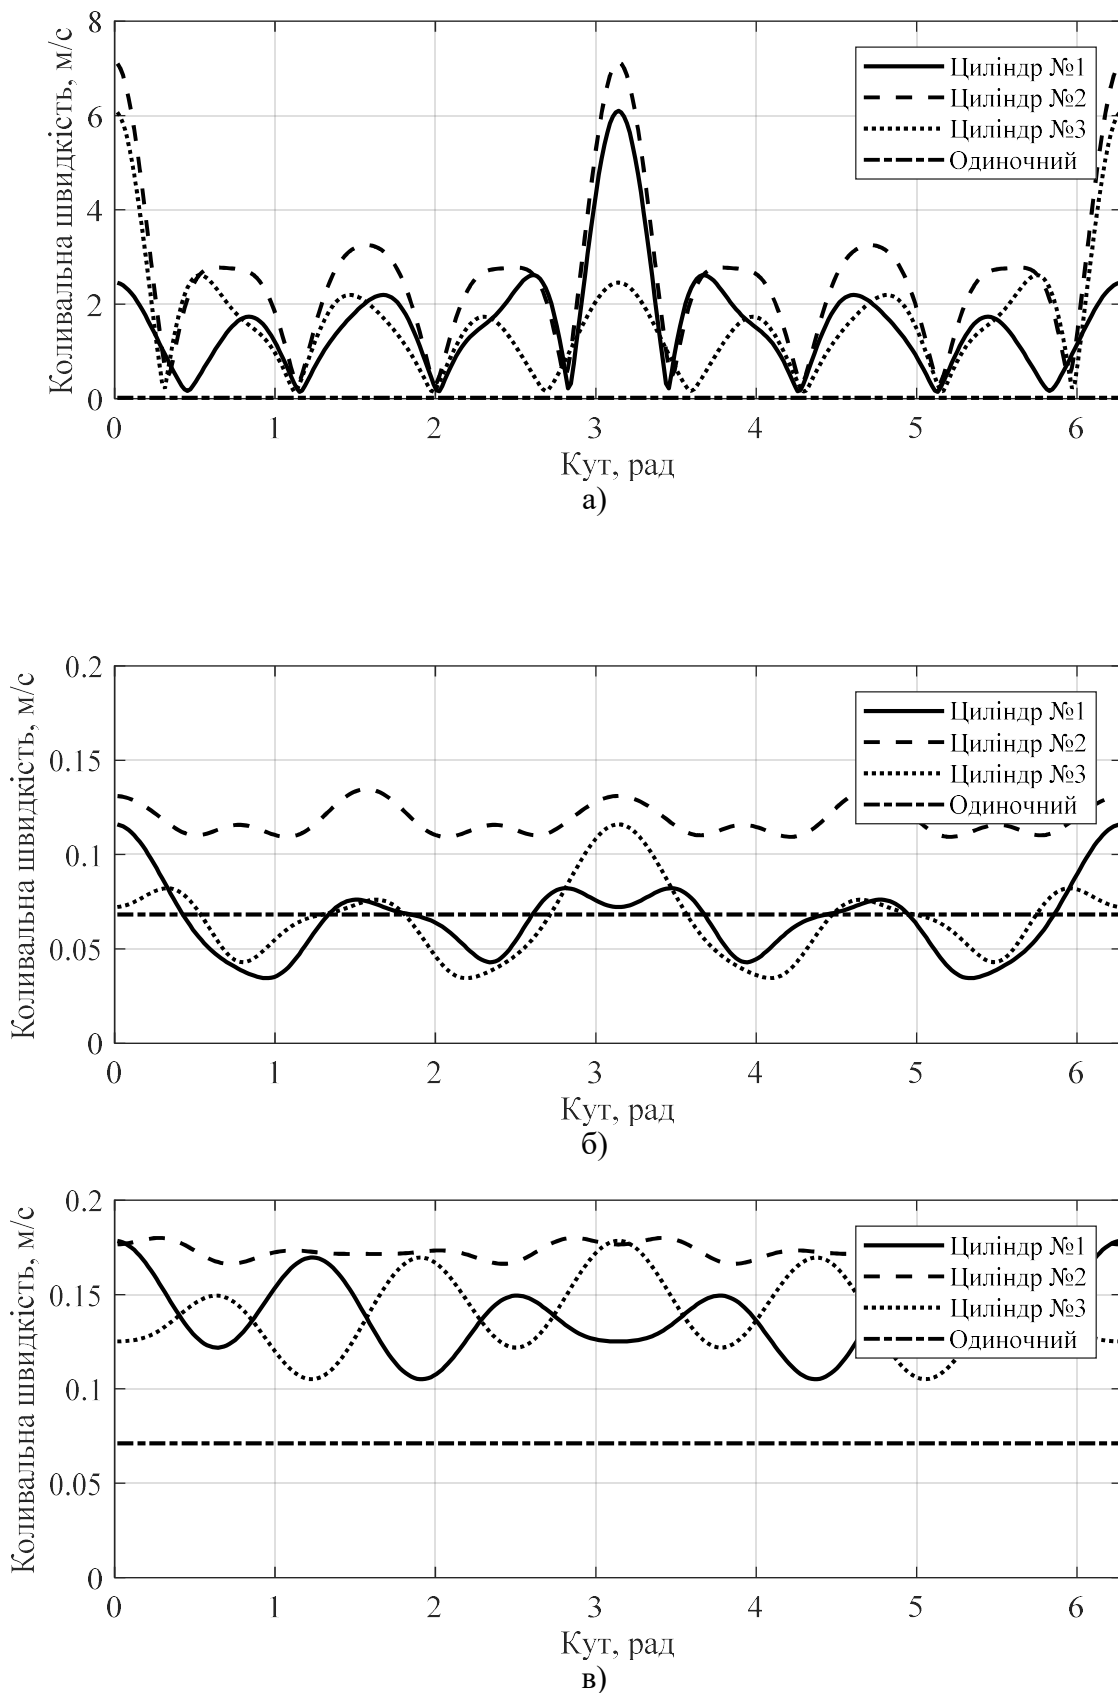 Коливальна швидкість, м/с
8
6
4
2
0
0 1 2 3 4 5 6
Циліндр №1
Циліндр №2
Циліндр №3
Одиночний
Кут, рад
а)
Коливальна швидкість, м/с
0.2
0.15
0.1
0.05
0
0 1 2 3 4 5 6
Циліндр №1
Циліндр №2
Циліндр №3
Одиночний
Кут, рад
б)
Коливальна швидкість, м/с
0.2
0.15
0.1
0.05
0
0 1 2 3 4 5 6
Циліндр №1
Циліндр №2
Циліндр №3
Одиночний
Кут, рад
в)